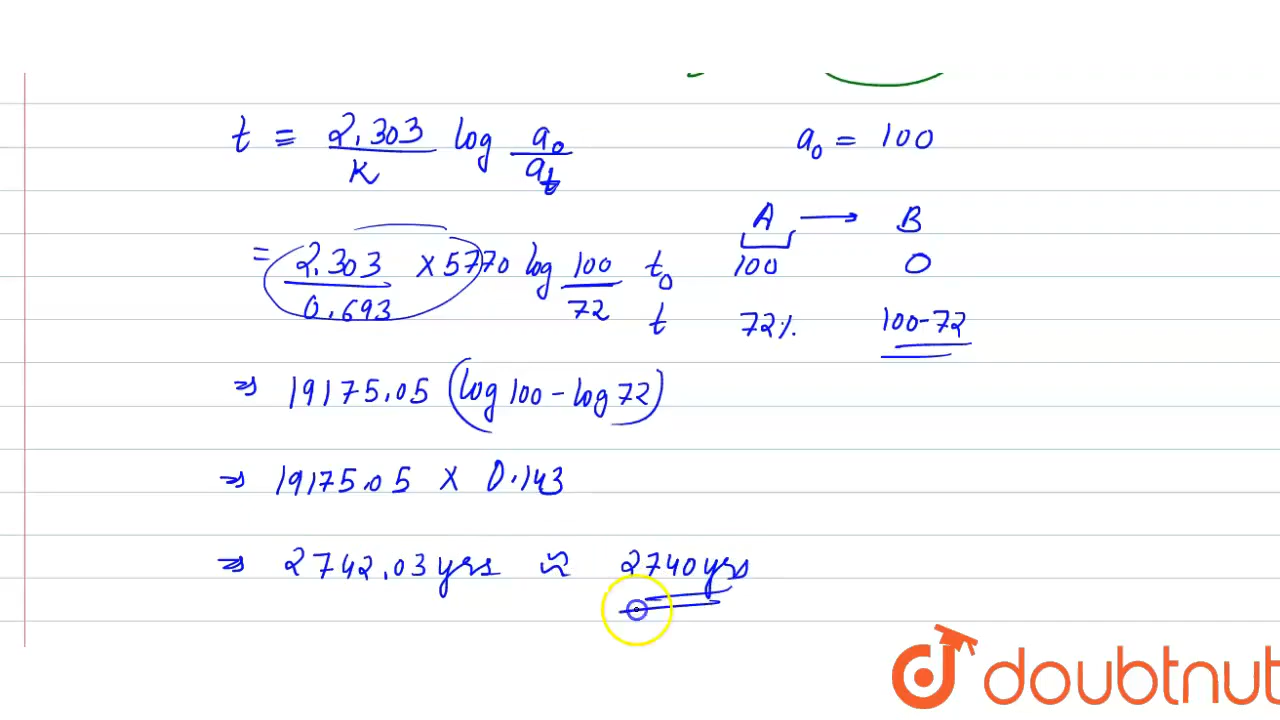 t = 2.303/K log a₀/aₜ
a₀ = 100
A → B
= 2.303/0.693 × 5770 log 100/72
t₀ 100 0
t 72% 100-72
⇒ 19175.05 (log 100 - log 72)
⇒ 19175.05 × 0.143
⇒ 2742.03 yrs ≈ 2740 yrs
doubtnut